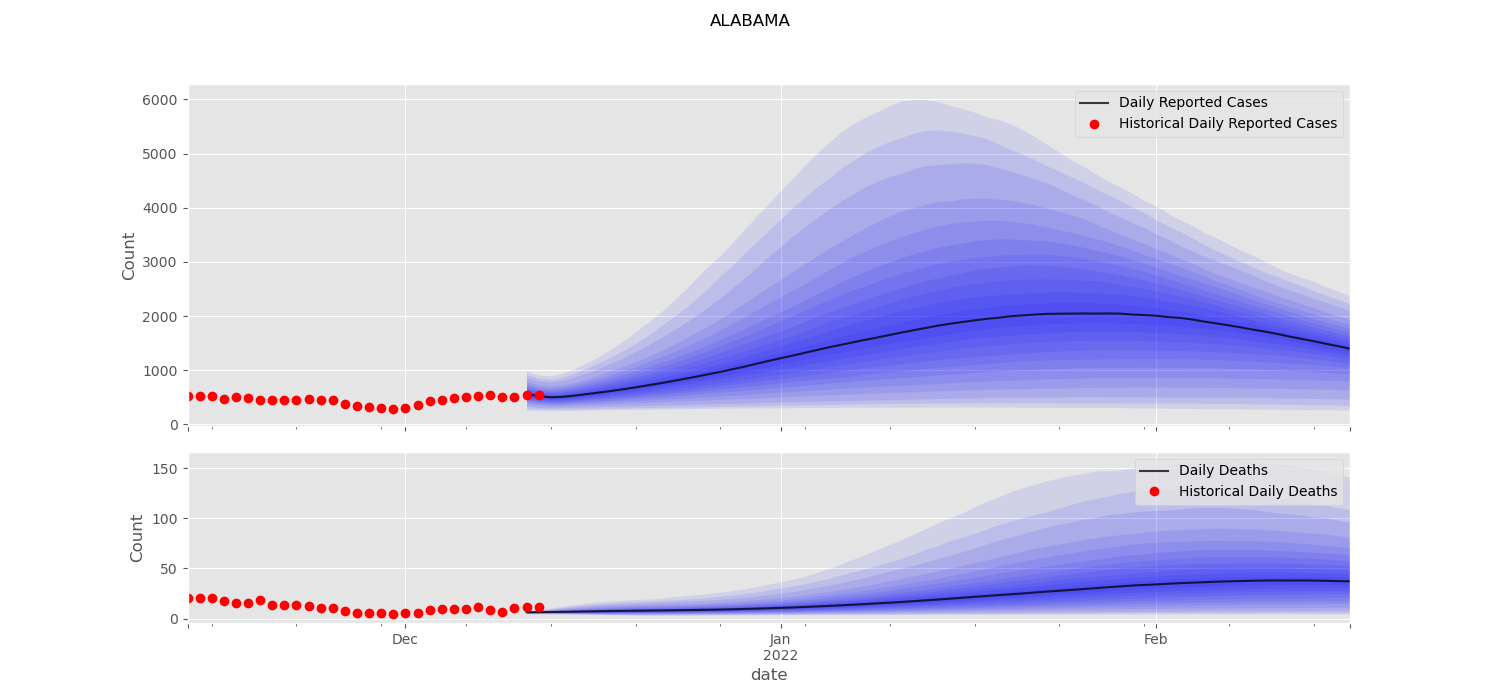 ALABAMA
6000
5000
4000
3000
2000
1000
0
Count
Daily Reported Cases
Historical Daily Reported Cases
150
100
50
0
Count
Daily Deaths
Historical Daily Deaths
Dec
Jan
2022
Feb
date